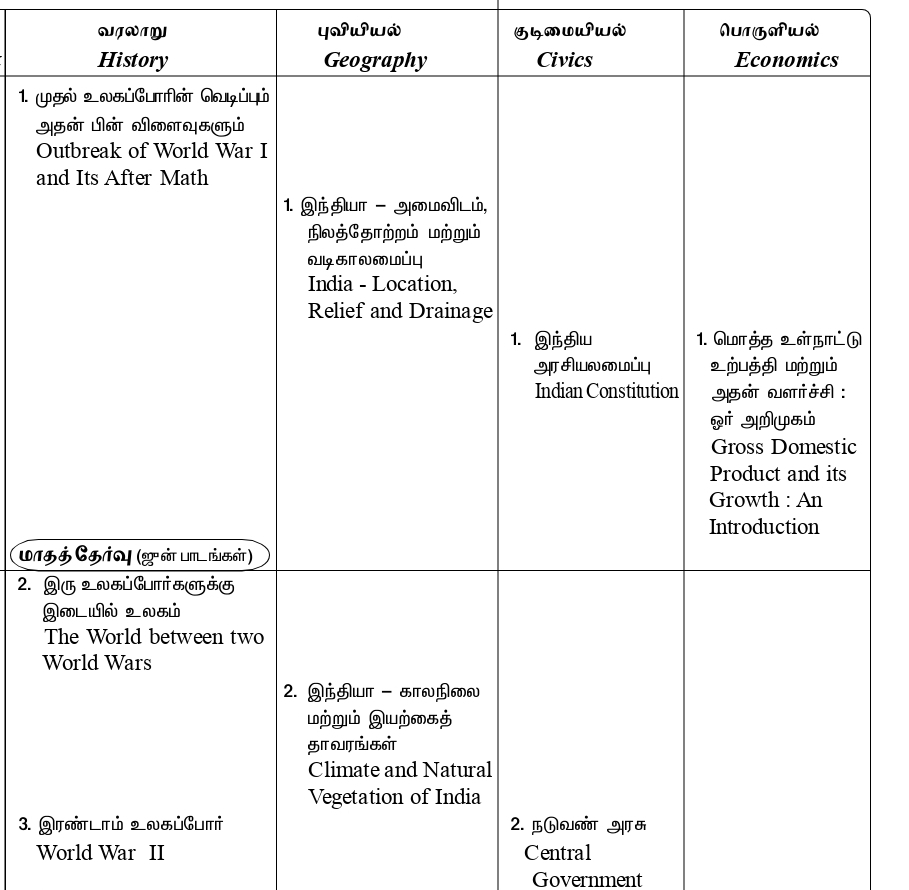 வரலாறு
History
புவியியல்
Geography
குடிமையியல்
Civics
பொருளியல்
Economics
1. முதல் உலகப்போரின் வெடிப்பும்
அதன் பின் விளைவுகளும்
Outbreak of World War I
and Its After Math
1. இந்தியா – அமைவிடம்,
நிலத்தோற்றம் மற்றும்
வடிகாலமைப்பு
India - Location,
Relief and Drainage
1. இந்திய
அரசியலமைப்பு
Indian Constitution
1. மொத்த உள்நாட்டு
உற்பத்தி மற்றும்
அதன் வளர்ச்சி :
ஓர் அறிமுகம்
Gross Domestic
Product and its
Growth : An
Introduction
மாதத் தேர்வு (ஜுன் பாடங்கள்)
2. இரு உலகப்போர்களுக்கு
இடையில் உலகம்
The World between two
World Wars
2. இந்தியா – காலநிலை
மற்றும் இயற்கைத்
தாவரங்கள்
Climate and Natural
Vegetation of India
3. இரண்டாம் உலகப்போர்
World War II
2. நடுவண் அரசு
Central
Government